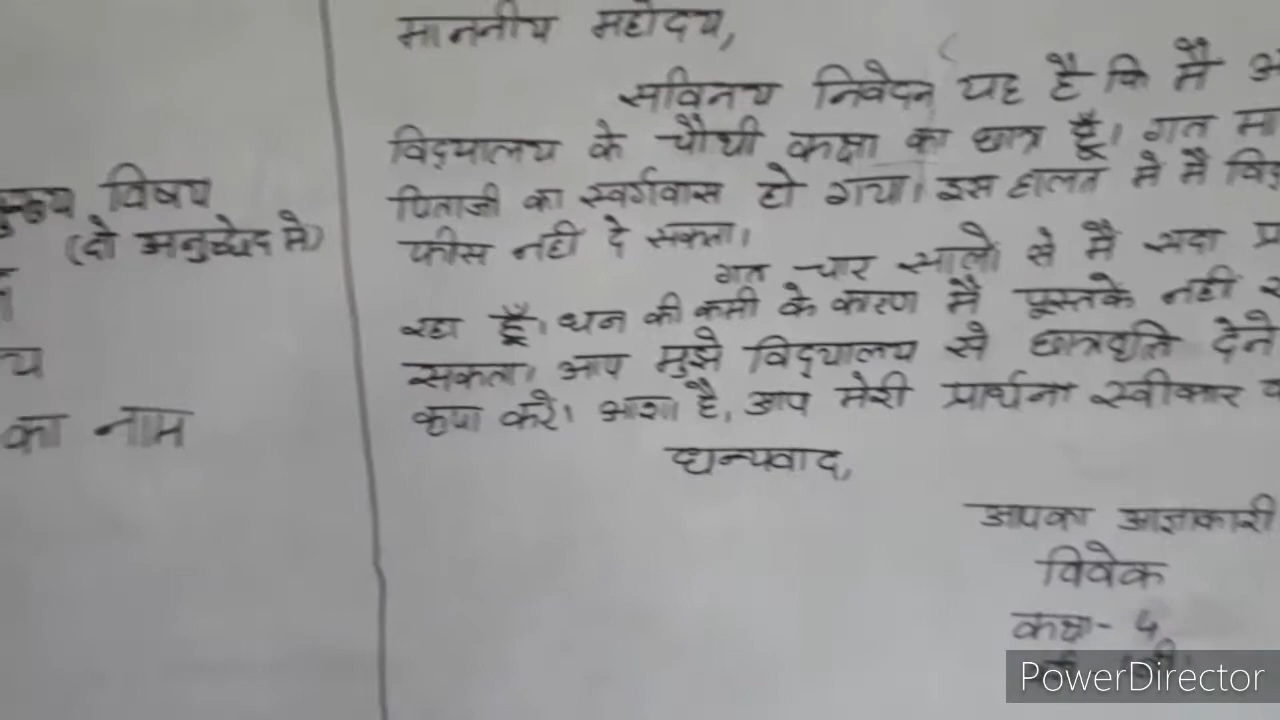 माननीय महोदय,
सविनय निवेदन यह है कि मैं
विद्यालय के चौथी कक्षा का छात्र हूँ। गत
पिताजी का स्वर्गवास हो गया। इस हालत मे मै
फीस नही दे सकता।
गत चार सालो से मै सदा
रहा हूँ। धन की कमी के कारण मै पूस्तके नही
सकता। आप मुझे विद्यालय से छात्रवृति देने
कृपा करे। आशा है, आप मेरी प्रार्थना स्वीकार
धन्यवाद,
आपका आज्ञाकारी
विवेक
कक्षा - ५
विषय
(दो अनुच्छेद मे)
का नाम
PowerDirector